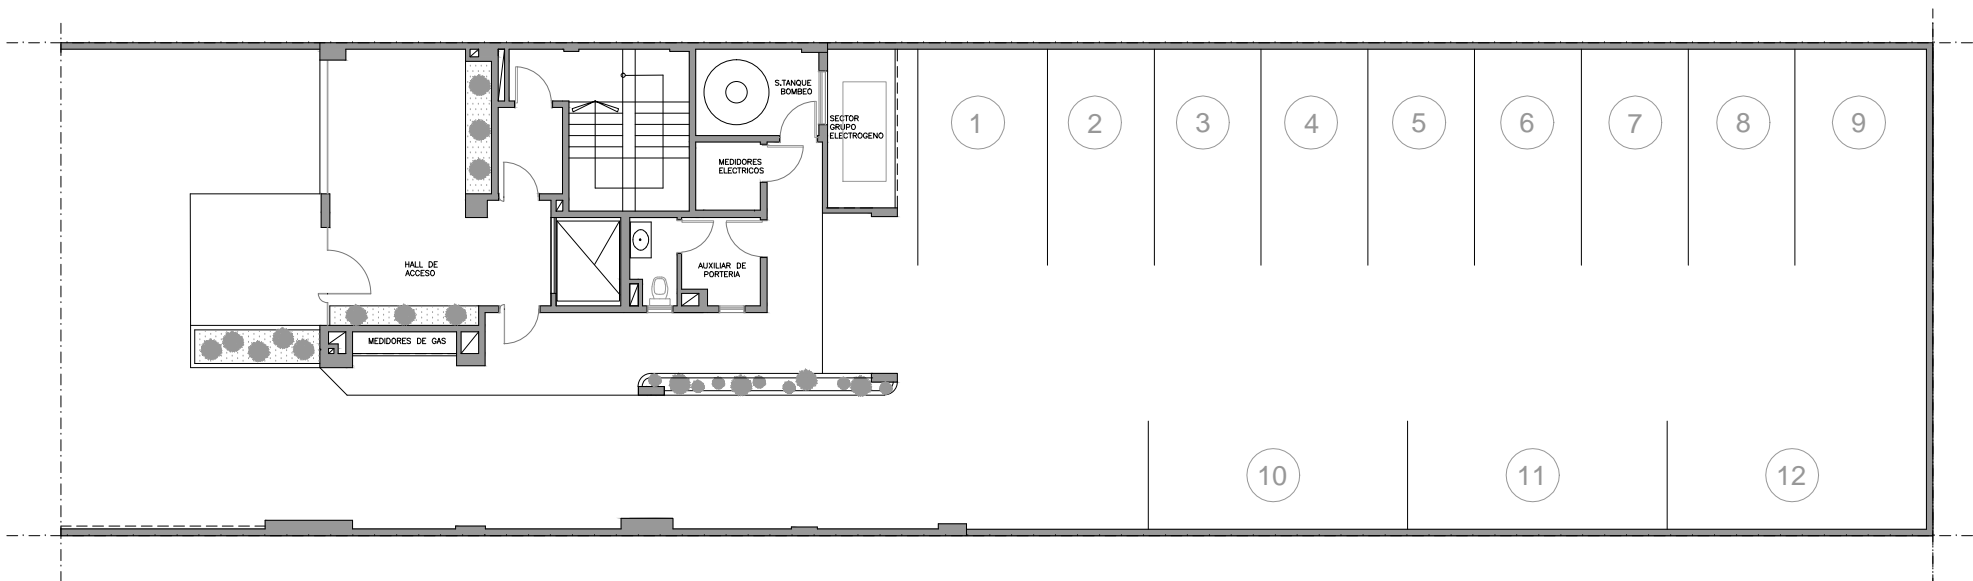 S.TANQUE
BOMBEO
SECTOR
GRUPO
ELECTROGENO
1
2
3
4
5
6
7
8
9
MEDIDORES
ELECTRICOS
HALL DE
ACCESO
AUXILIAR DE
PORTERIA
MEDIDORES DE GAS
10
11
12